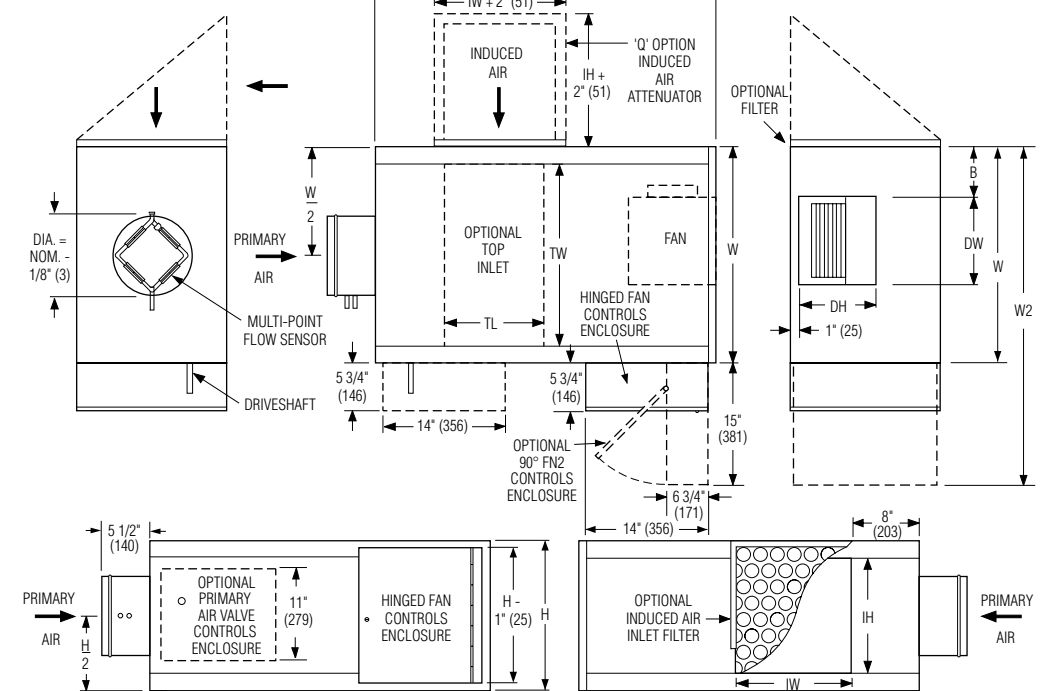 IW + 2" (51)
INDUCED
AIR
IH +
2" (51)
'Q' OPTION
INDUCED
AIR
ATTENUATOR
OPTIONAL
FILTER
DIA. =
NOM. -
1/8" (3)
PRIMARY
AIR
W
2
OPTIONAL
TOP
INLET
TW
TL
FAN
W
HINGED FAN
CONTROLS
ENCLOSURE
B
DW
DH
W
W2
1" (25)
MULTI-POINT
FLOW SENSOR
DRIVESHAFT
5 3/4"
(146)
14" (356)
5 3/4"
(146)
15"
(381)
OPTIONAL
90° FN2
CONTROLS
ENCLOSURE
6 3/4"
(171)
14" (356)
5 1/2"
(140)
PRIMARY
AIR
H
2
OPTIONAL
PRIMARY
AIR VALVE
CONTROLS
ENCLOSURE
11"
(279)
HINGED FAN
CONTROLS
ENCLOSURE
H -
1" (25)
H
8"
(203)
OPTIONAL
INDUCED AIR
INLET FILTER
IH
IW
PRIMARY
AIR